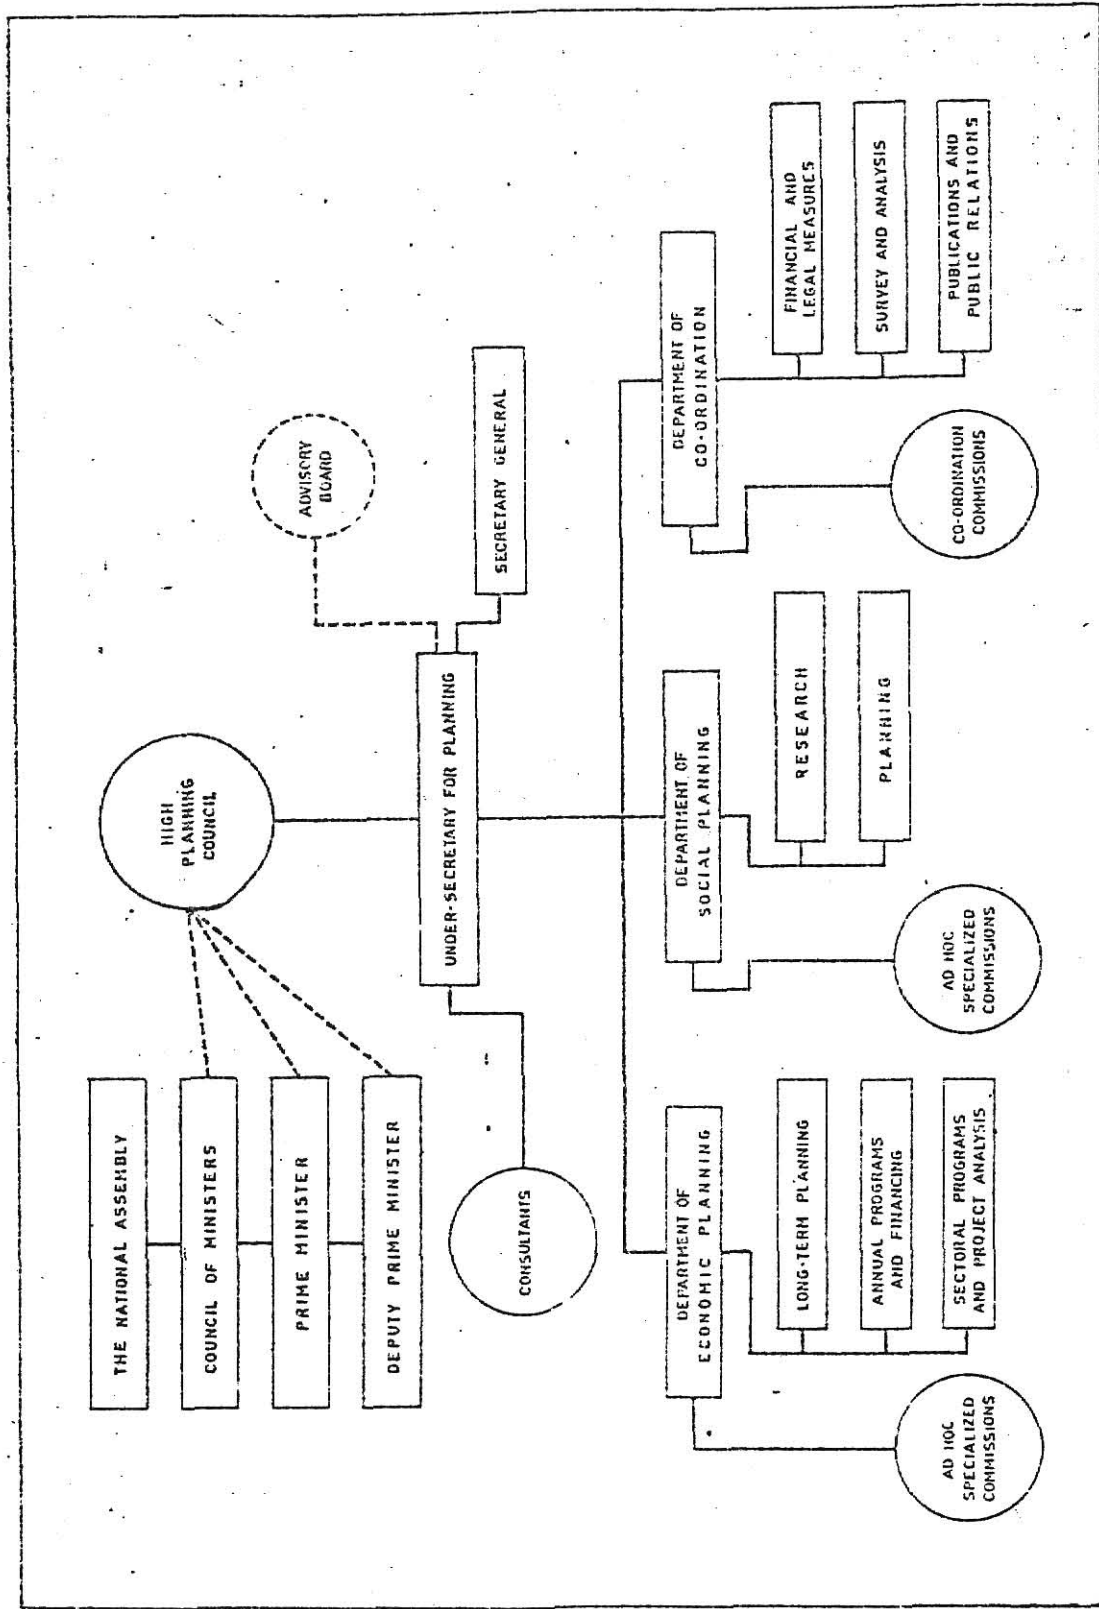 THE NATIONAL ASSEMBLY
COUNCIL OF MINISTERS
PRIME MINISTER
DEPUTY PRIME MINISTER
HIGH
PLANNING
COUNCIL
ADVISORY
BOARD
UNDER-SECRETARY FOR PLANNING
SECRETARY GENERAL
CONSULTANTS
DEPARTMENT OF
ECONOMIC PLANNING
LONG-TERM PLANNING
ANNUAL PROGRAMS
AND FINANCING
SECTORAL PROGRAMS
AND PROJECT ANALYSIS
AD HOC
SPECIALIZED
COMMISSIONS
DEPARTMENT OF
SOCIAL PLANNING
RESEARCH
PLANNING
AD HOC
SPECIALIZED
COMMISSIONS
DEPARTMENT OF
CO-ORDINATION
FINANCIAL AND
LEGAL MEASURES
SURVEY AND ANALYSIS
PUBLICATIONS AND
PUBLIC RELATIONS
CO-ORDINATION
COMMISSIONS